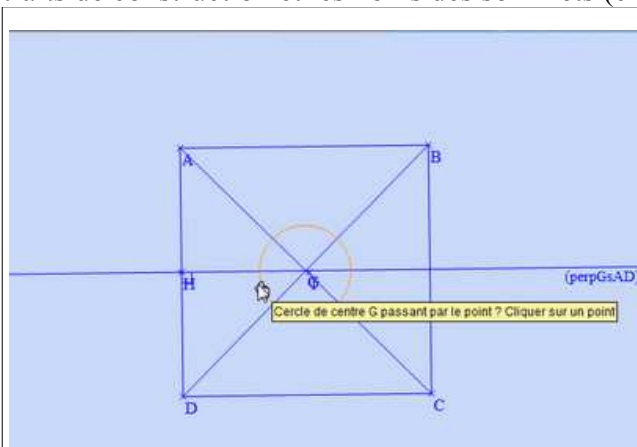 A
B
H
G
(perpGsAD)
Cercle de centre G passant par le point ? Cliquer sur un point
D
C